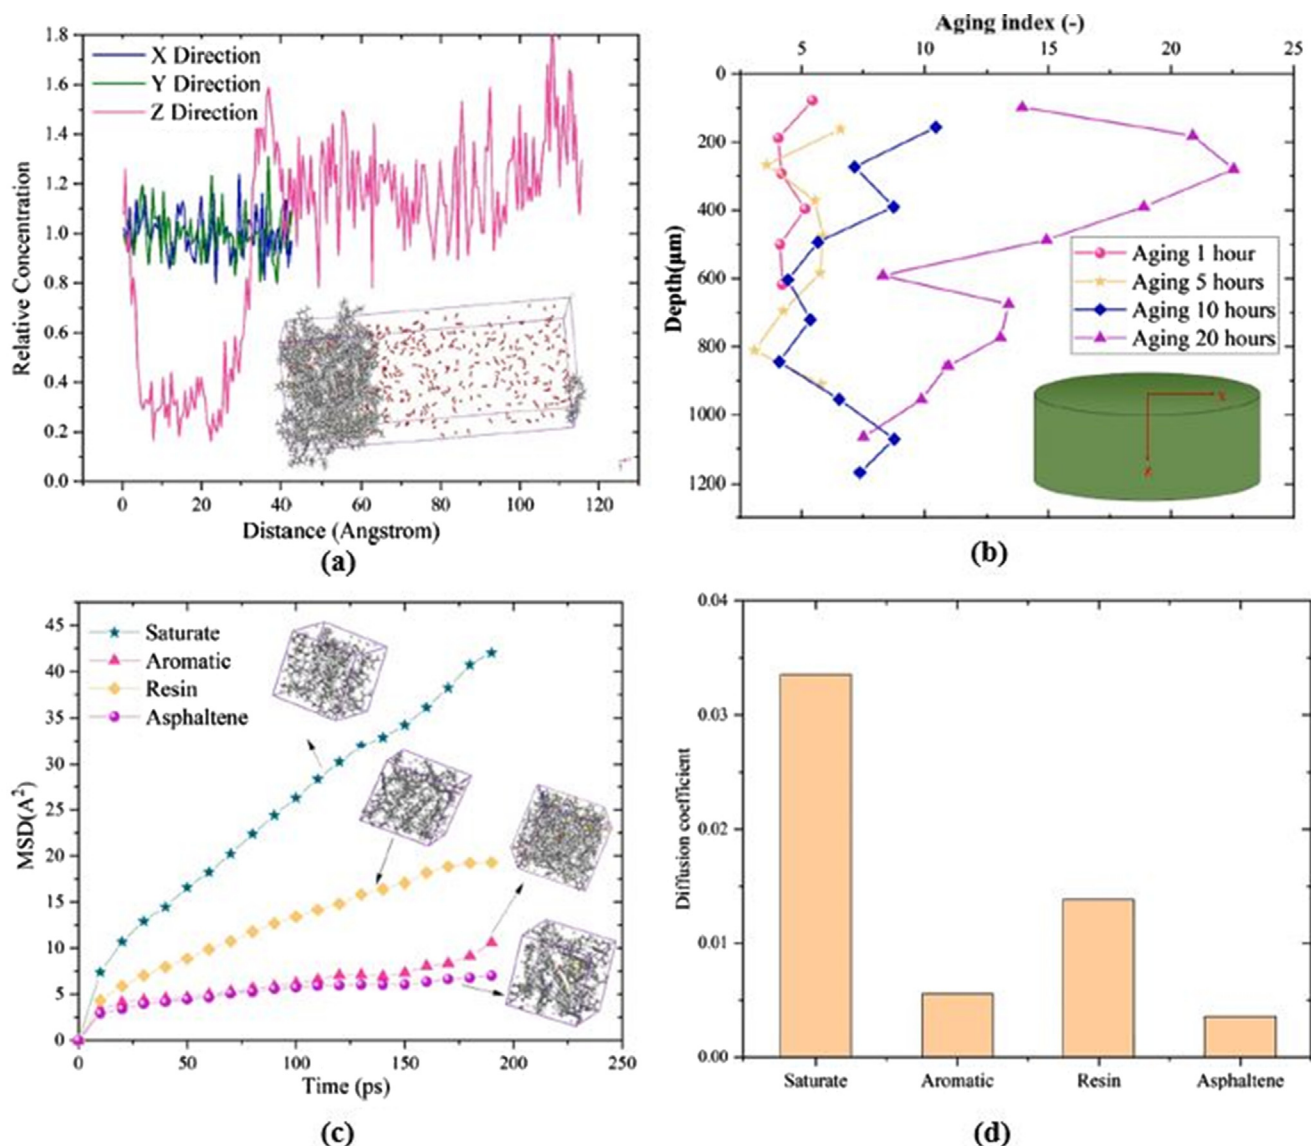 Aging index (-)
5 10 15 20 25
1.8
1.6
1.4
1.2
1.0
0.8
0.6
0.4
0.2
0.0
Relative Concentration
X Direction
Y Direction
Z Direction
0 20 40 60 80 100 120
Distance (Angstrom)
(a)
0
200
400
600
800
1000
1200
Depth(μm)
Aging 1 hour
Aging 5 hours
Aging 10 hours
Aging 20 hours
X
Z
(b)
45
40
35
30
25
20
15
10
5
0
MSD(A²)
Saturate
Aromatic
Resin
Asphaltene
0 50 100 150 200 250
Time (ps)
(c)
0.04
0.03
0.02
0.01
0.00
Diffusion coefficient
Saturate Aromatic Resin Asphaltene
(d)